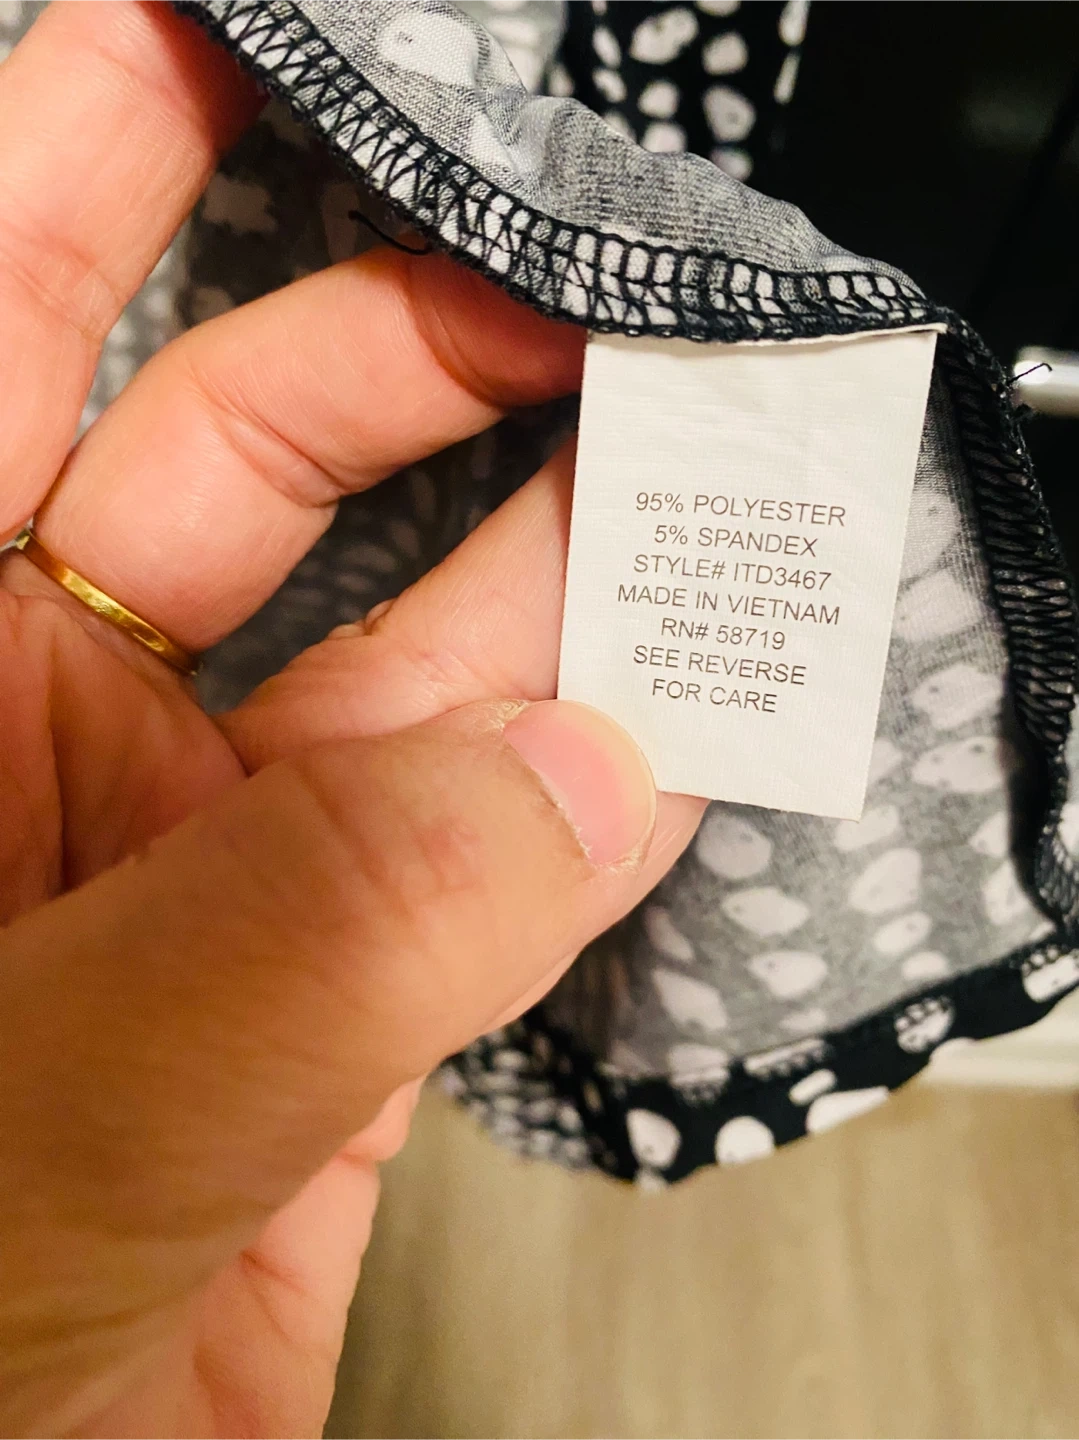 95% POLYESTER
5% SPANDEX
STYLE# ITD3467
MADE IN VIETNAM
RN# 58719
SEE REVERSE
FOR CARE